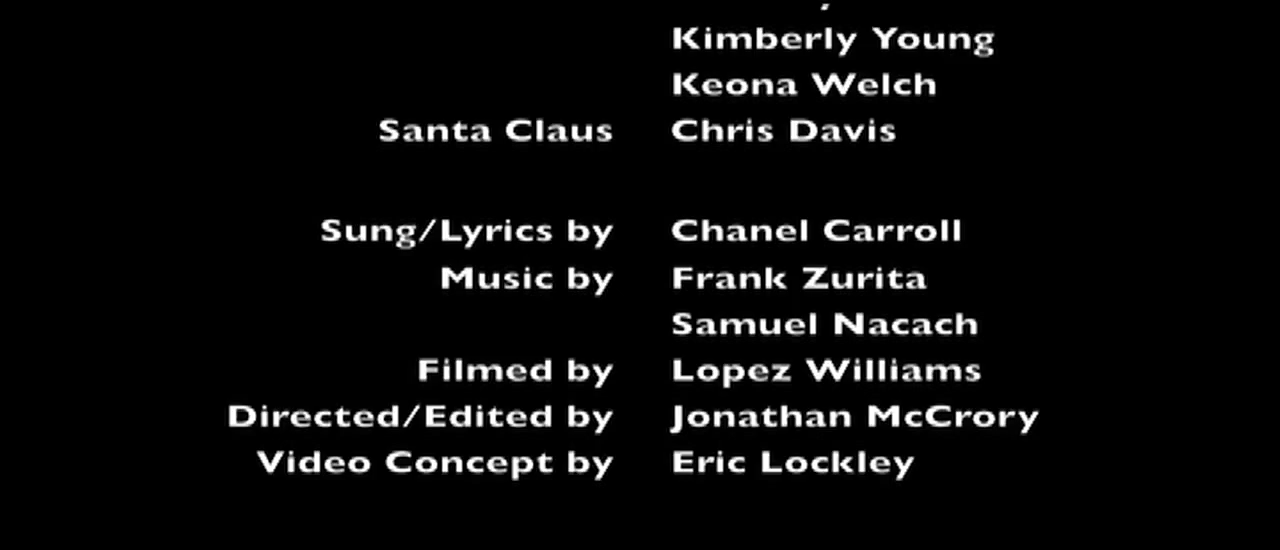 Kimberly Young
Keona Welch
Santa Claus Chris Davis
Sung/Lyrics by Chanel Carroll
Music by Frank Zurita
Samuel Nacach
Filmed by Lopez Williams
Directed/Edited by Jonathan McCrory
Video Concept by Eric Lockley